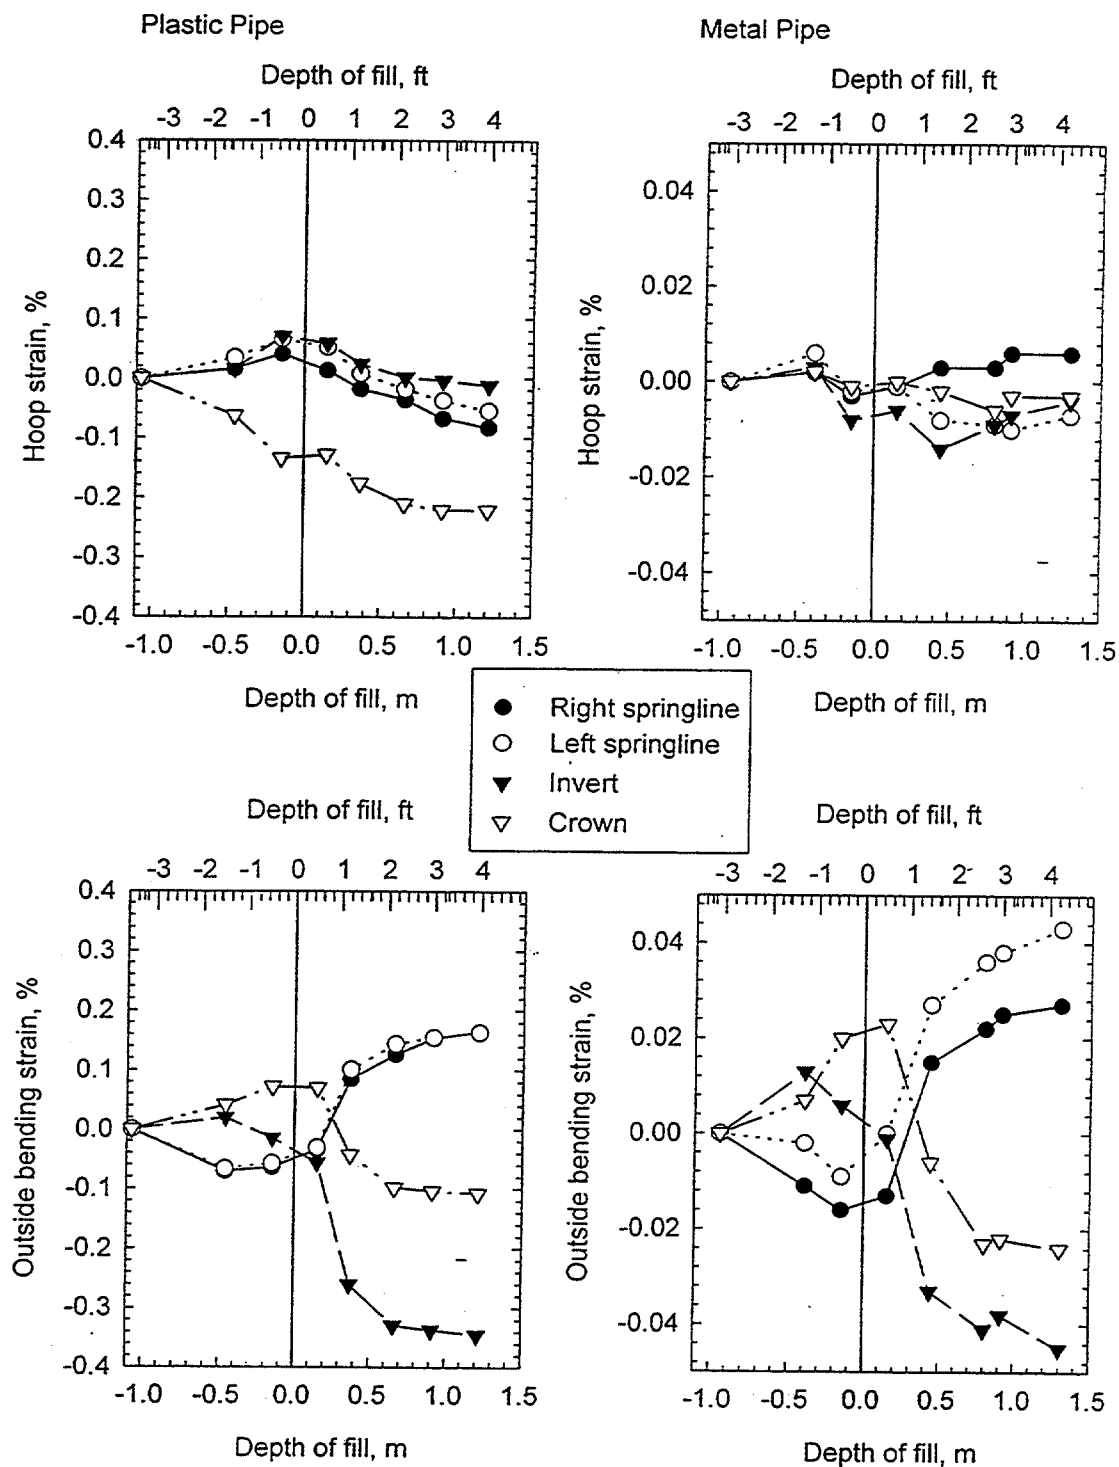 Plastic Pipe
Metal Pipe
Depth of fill, ft
-3 -2 -1 0 1 2 3 4
0.4
0.3
0.2
0.1
0.0
-0.1
-0.2
-0.3
-0.4
Hoop strain, %
-1.0 -0.5 0.0 0.5 1.0 1.5
Depth of fill, m
Depth of fill, ft
-3 -2 -1 0 1 2 3 4
0.04
0.02
0.00
-0.02
-0.04
Hoop strain, %
-1.0 -0.5 0.0 0.5 1.0 1.5
Depth of fill, m
Right springline
Left springline
Invert
Crown
Depth of fill, ft
-3 -2 -1 0 1 2 3 4
0.4
0.3
0.2
0.1
0.0
-0.1
-0.2
-0.3
-0.4
Outside bending strain, %
-1.0 -0.5 0.0 0.5 1.0 1.5
Depth of fill, m
Depth of fill, ft
-3 -2 -1 0 1 2 3 4
0.04
0.02
0.00
-0.02
-0.04
Outside bending strain, %
-1.0 -0.5 0.0 0.5 1.0 1.5
Depth of fill, m